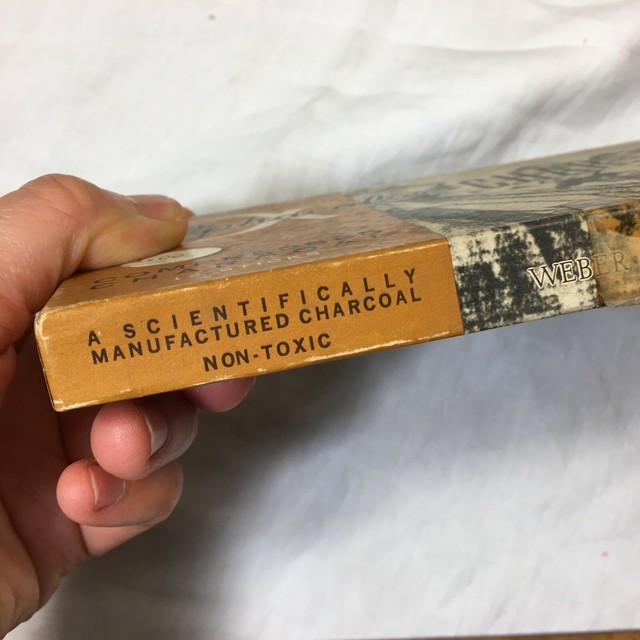 A SCIENTIFICALLY
MANUFACTURED CHARCOAL
NON-TOXIC
WEBER